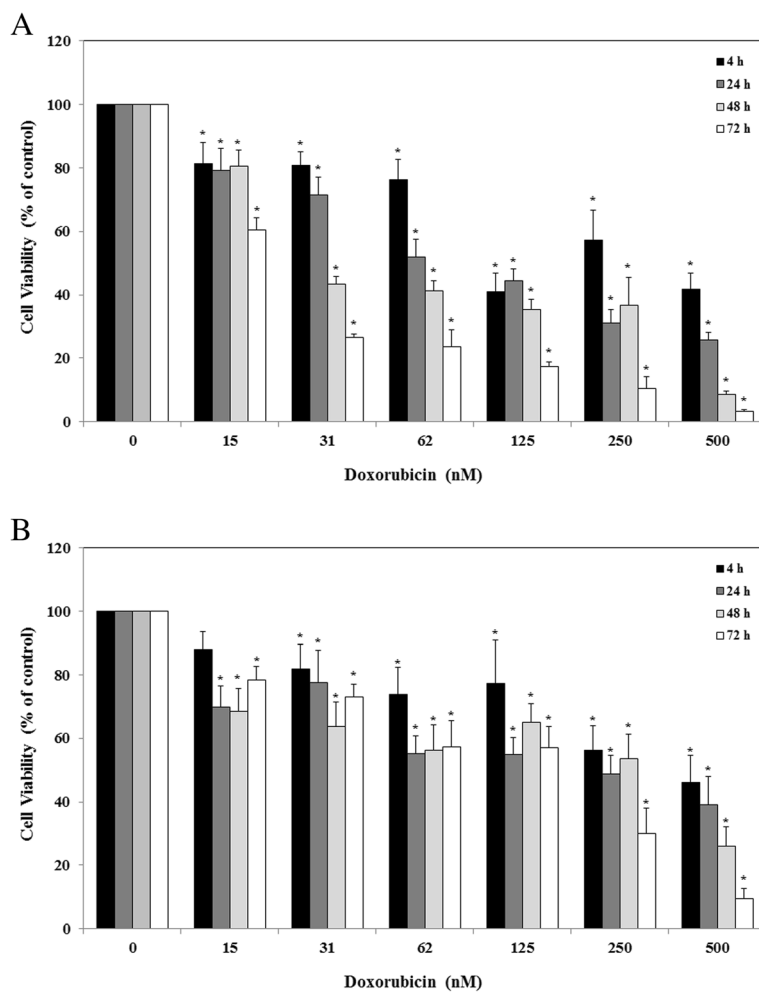 A
120
100
80
60
40
20
0
Cell Viability (% of control)
4 h
24 h
48 h
72 h
* * * *
* * * *
* * * *
* * * *
* * * *
* * * *
0 15 31 62 125 250 500
Doxorubicin (nM)
B
120
100
80
60
40
20
0
Cell Viability (% of control)
4 h
24 h
48 h
72 h
* * *
* * * *
* * * *
* * * *
* * * *
* * * *
0 15 31 62 125 250 500
Doxorubicin (nM)